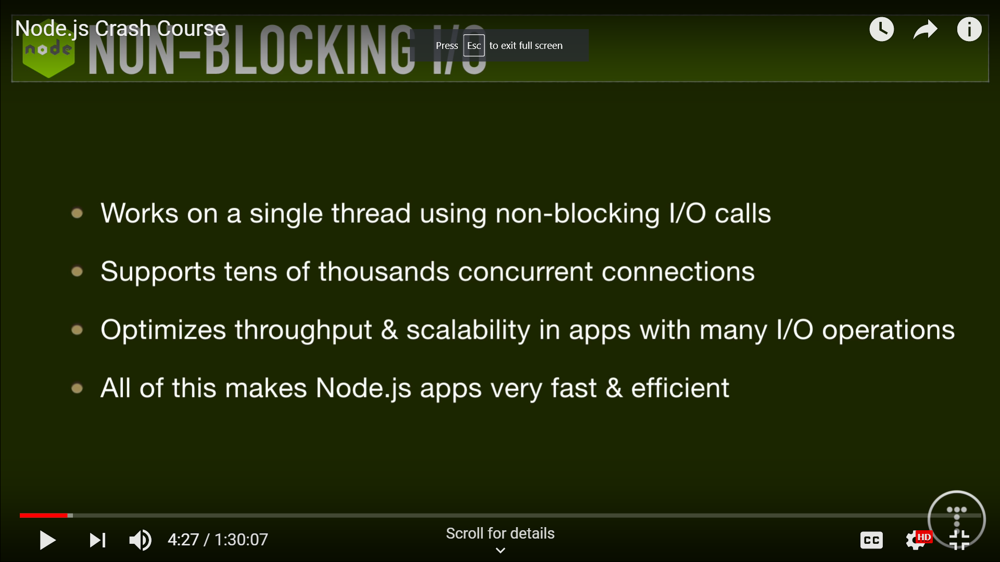 Node.js Crash Course
node
NON-BLOCKING I/O
Press Esc to exit full screen
Works on a single thread using non-blocking I/O calls
Supports tens of thousands concurrent connections
Optimizes throughput & scalability in apps with many I/O operations
All of this makes Node.js apps very fast & efficient
4:27 / 1:30:07
Scroll for details
CC
HD